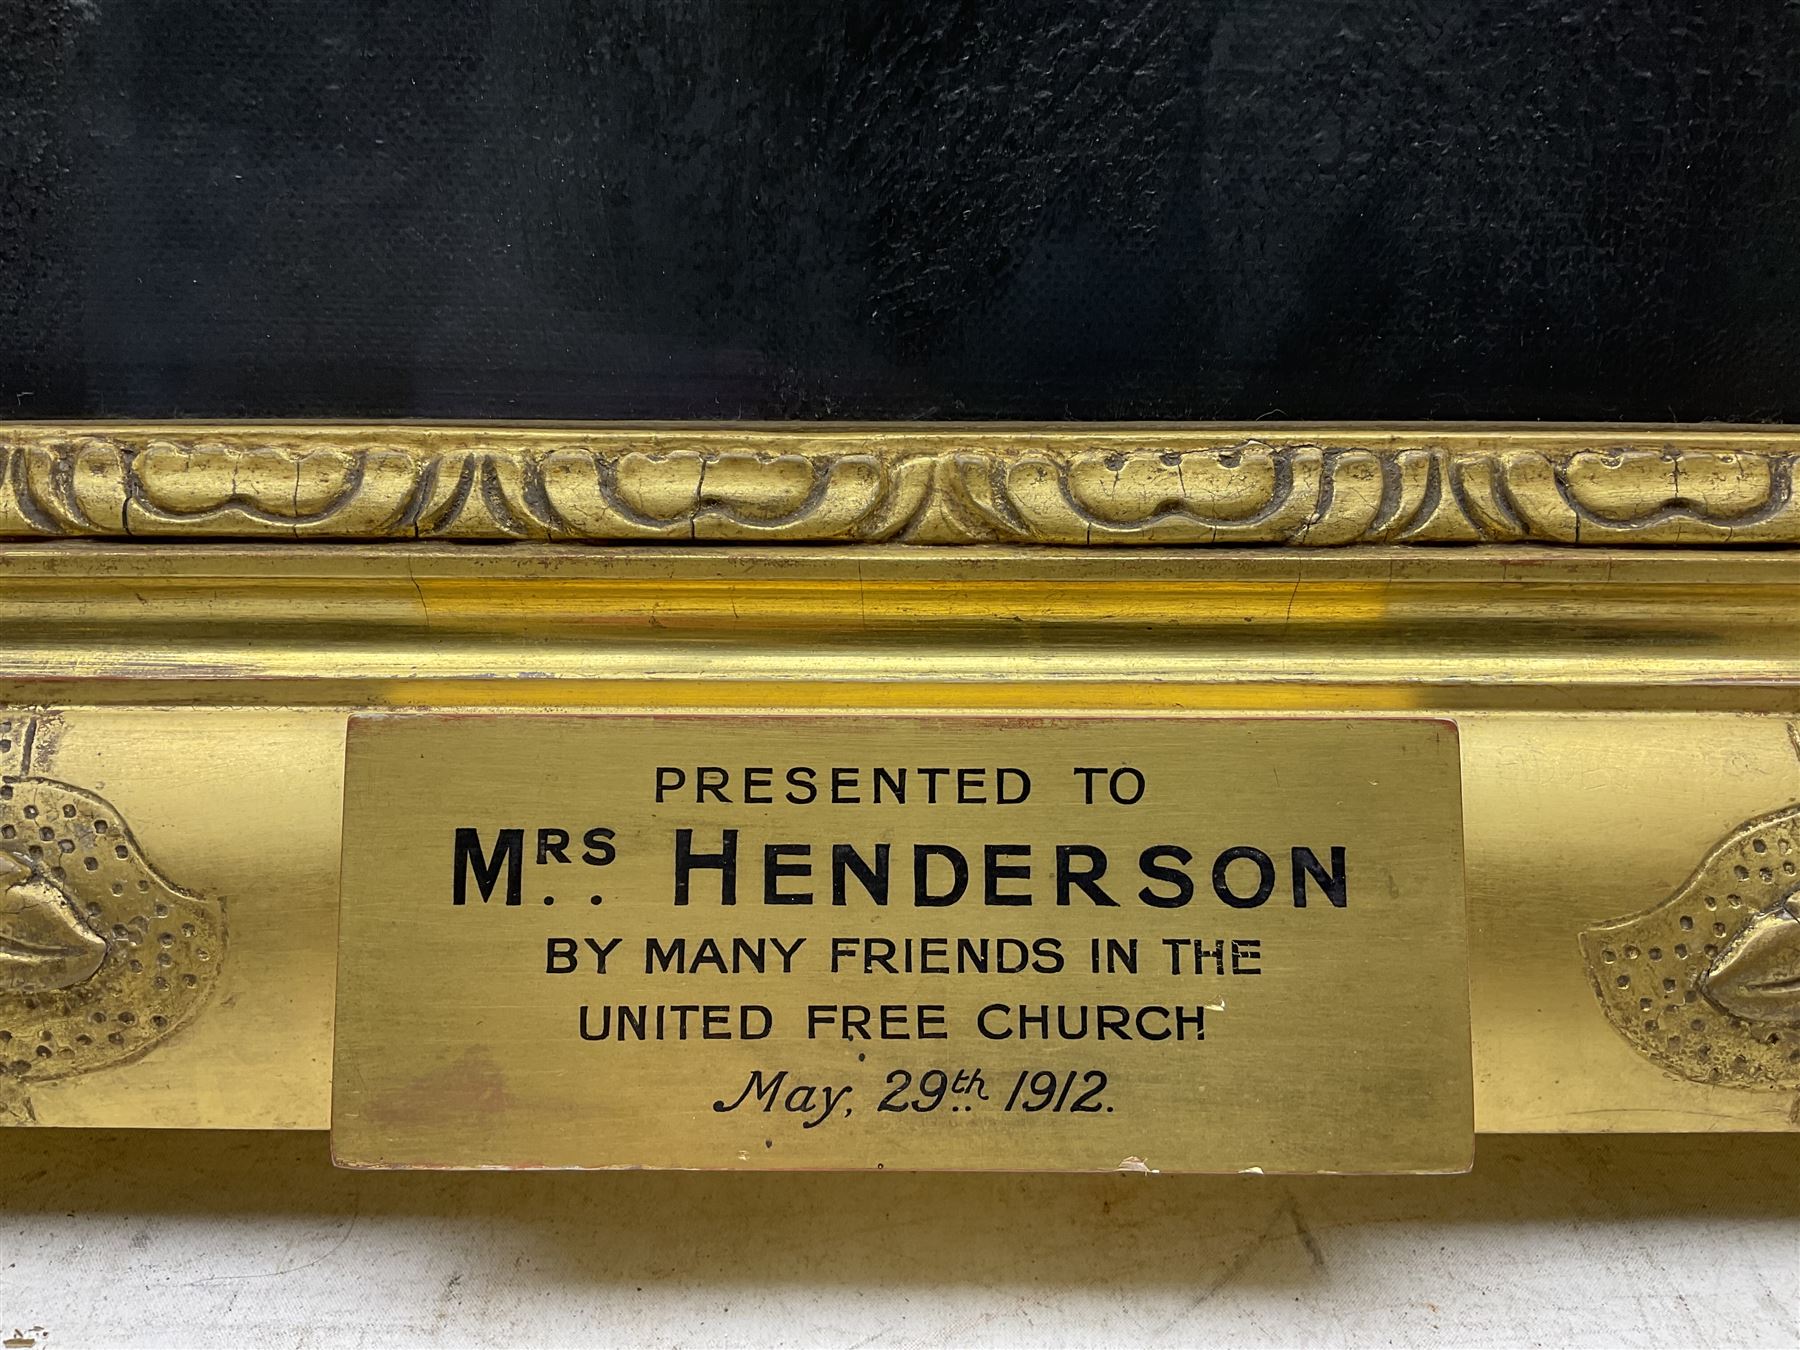 PRESENTED TO
MRS. HENDERSON
BY MANY FRIENDS IN THE
UNITED FREE CHURCH
May, 29th. 1912.